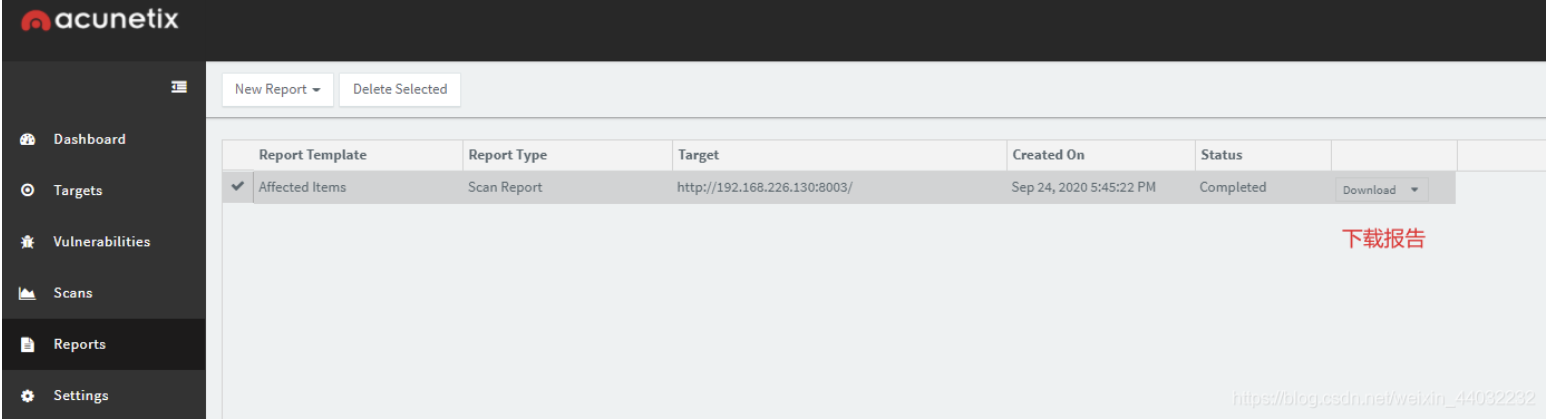 acunetix
New Report Delete Selected
Dashboard
Report Template Report Type Target Created On Status
Affected Items Scan Report http://192.168.226.130:8003/ Sep 24, 2020 5:45:22 PM Completed Download
Targets
下载报告
Vulnerabilities
Scans
Reports
Settings
https://blog.csdn.net/weixin_44032232